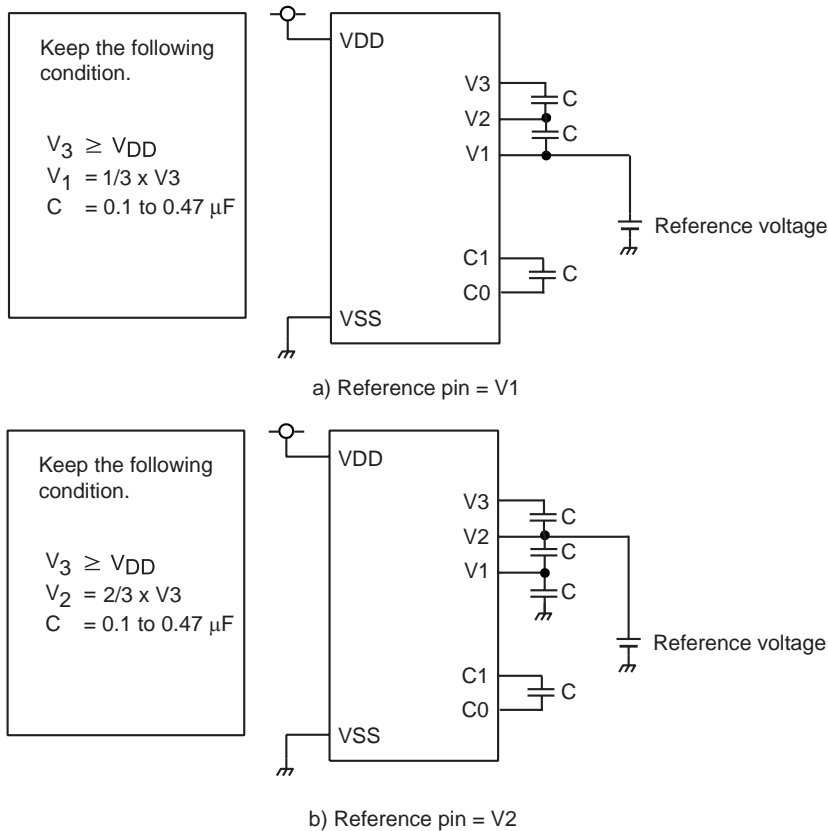 Keep the following
condition.
V3 ≥ VDD
V1 = 1/3 x V3
C = 0.1 to 0.47 μF
VDD
V3
C
V2
C
V1
Reference voltage
C1
C
C0
VSS
a) Reference pin = V1
Keep the following
condition.
V3 ≥ VDD
V2 = 2/3 x V3
C = 0.1 to 0.47 μF
VDD
V3
C
V2
C
V1
C
Reference voltage
C1
C
C0
VSS
b) Reference pin = V2